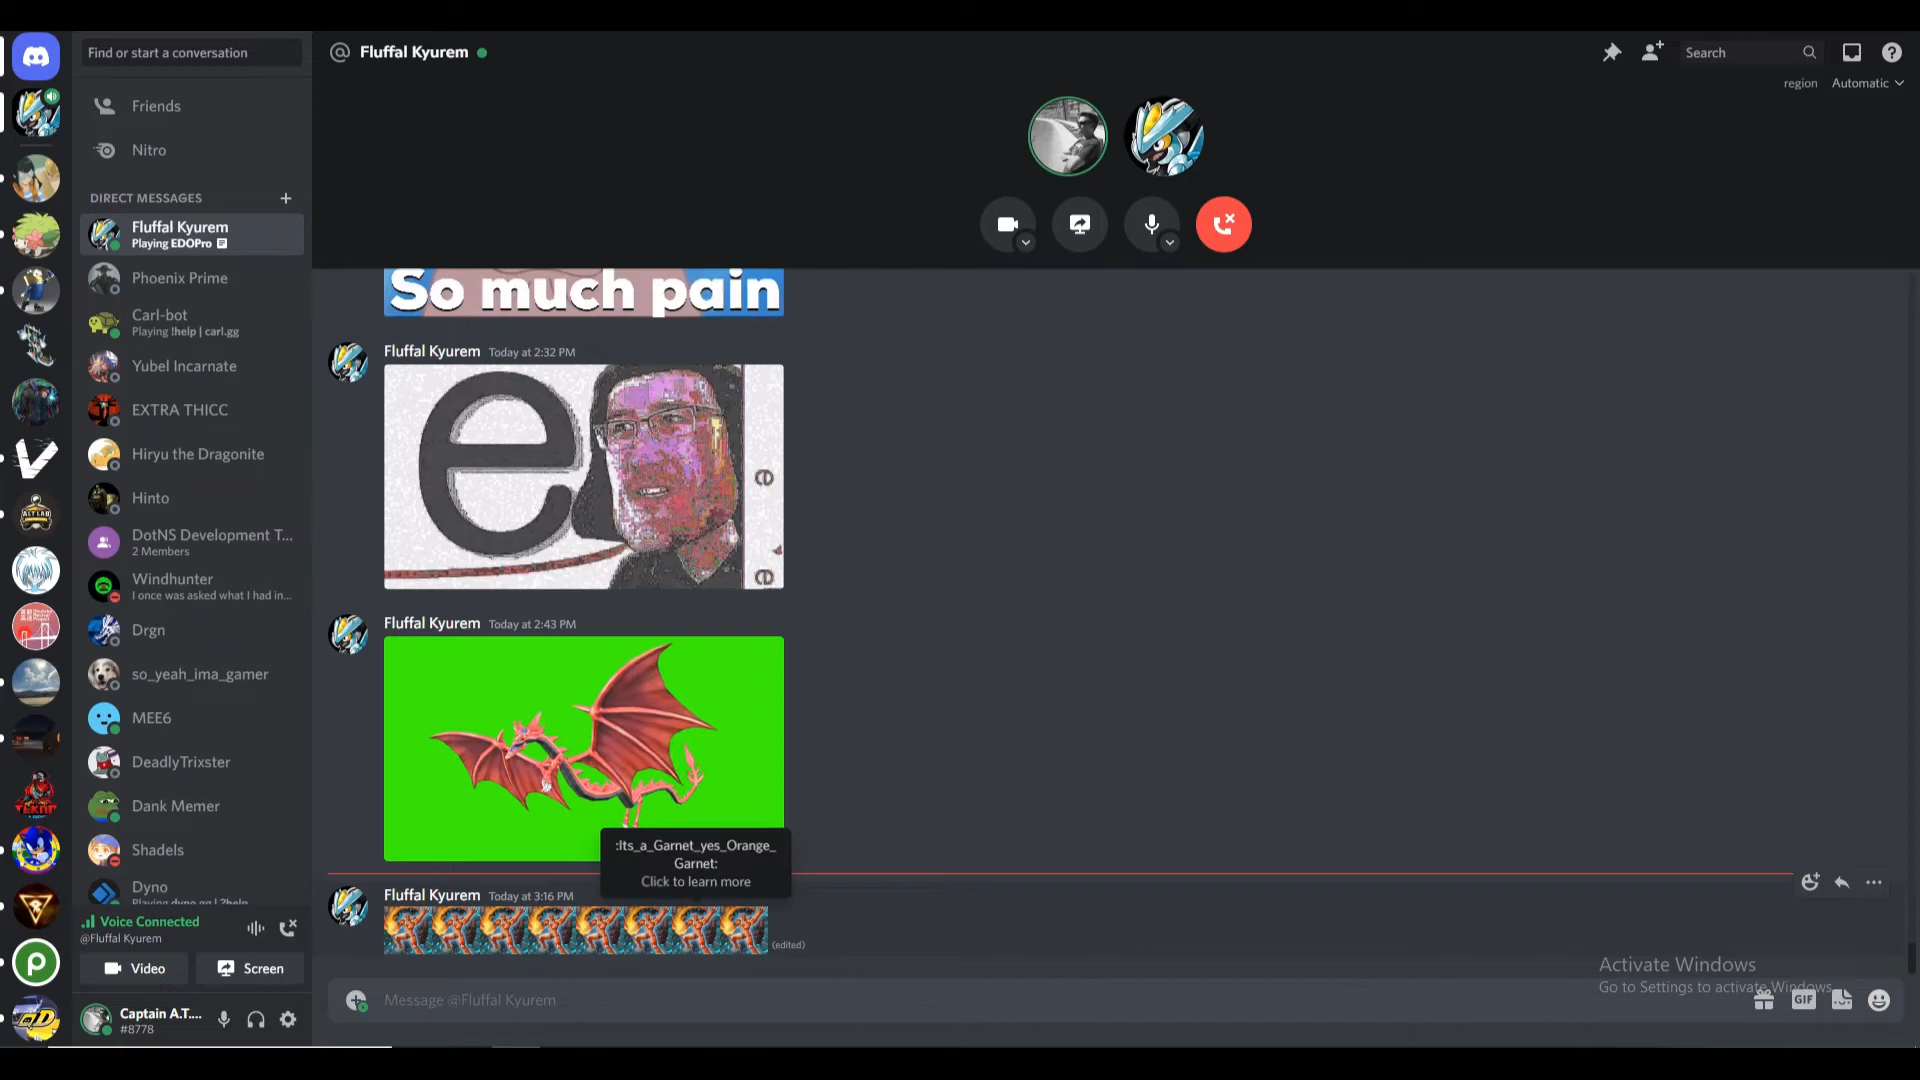 Find or start a conversation
Fluffal Kyurem
Search
region Automatic
Friends
Nitro
DIRECT MESSAGES
Fluffal Kyurem
Playing EDOPro
Phoenix Prime
Carl-bot
Playing !help | carl.gg
Yubel Incarnate
EXTRA THICC
Hiryu the Dragonite
Hinto
DotNS Development T...
2 Members
Windhunter
I once was asked what I had in...
Drgn
so_yeah_ima_gamer
MEE6
DeadlyTrixster
Dank Memer
Shadels
Dyno
Playing dyno.gg | ?help
Voice Connected
@Fluffal Kyurem
Video
Screen
Captain A.T....
#8778
So much pain
Fluffal Kyurem Today at 2:32 PM
e
e
e
Fluffal Kyurem Today at 2:43 PM
:Its_a_Garnet_yes_Orange_
Garnet:
Click to learn more
Fluffal Kyurem Today at 3:16 PM
(edited)
Message @Fluffal Kyurem
GIF
Activate Windows
Go to Settings to activate Windows.